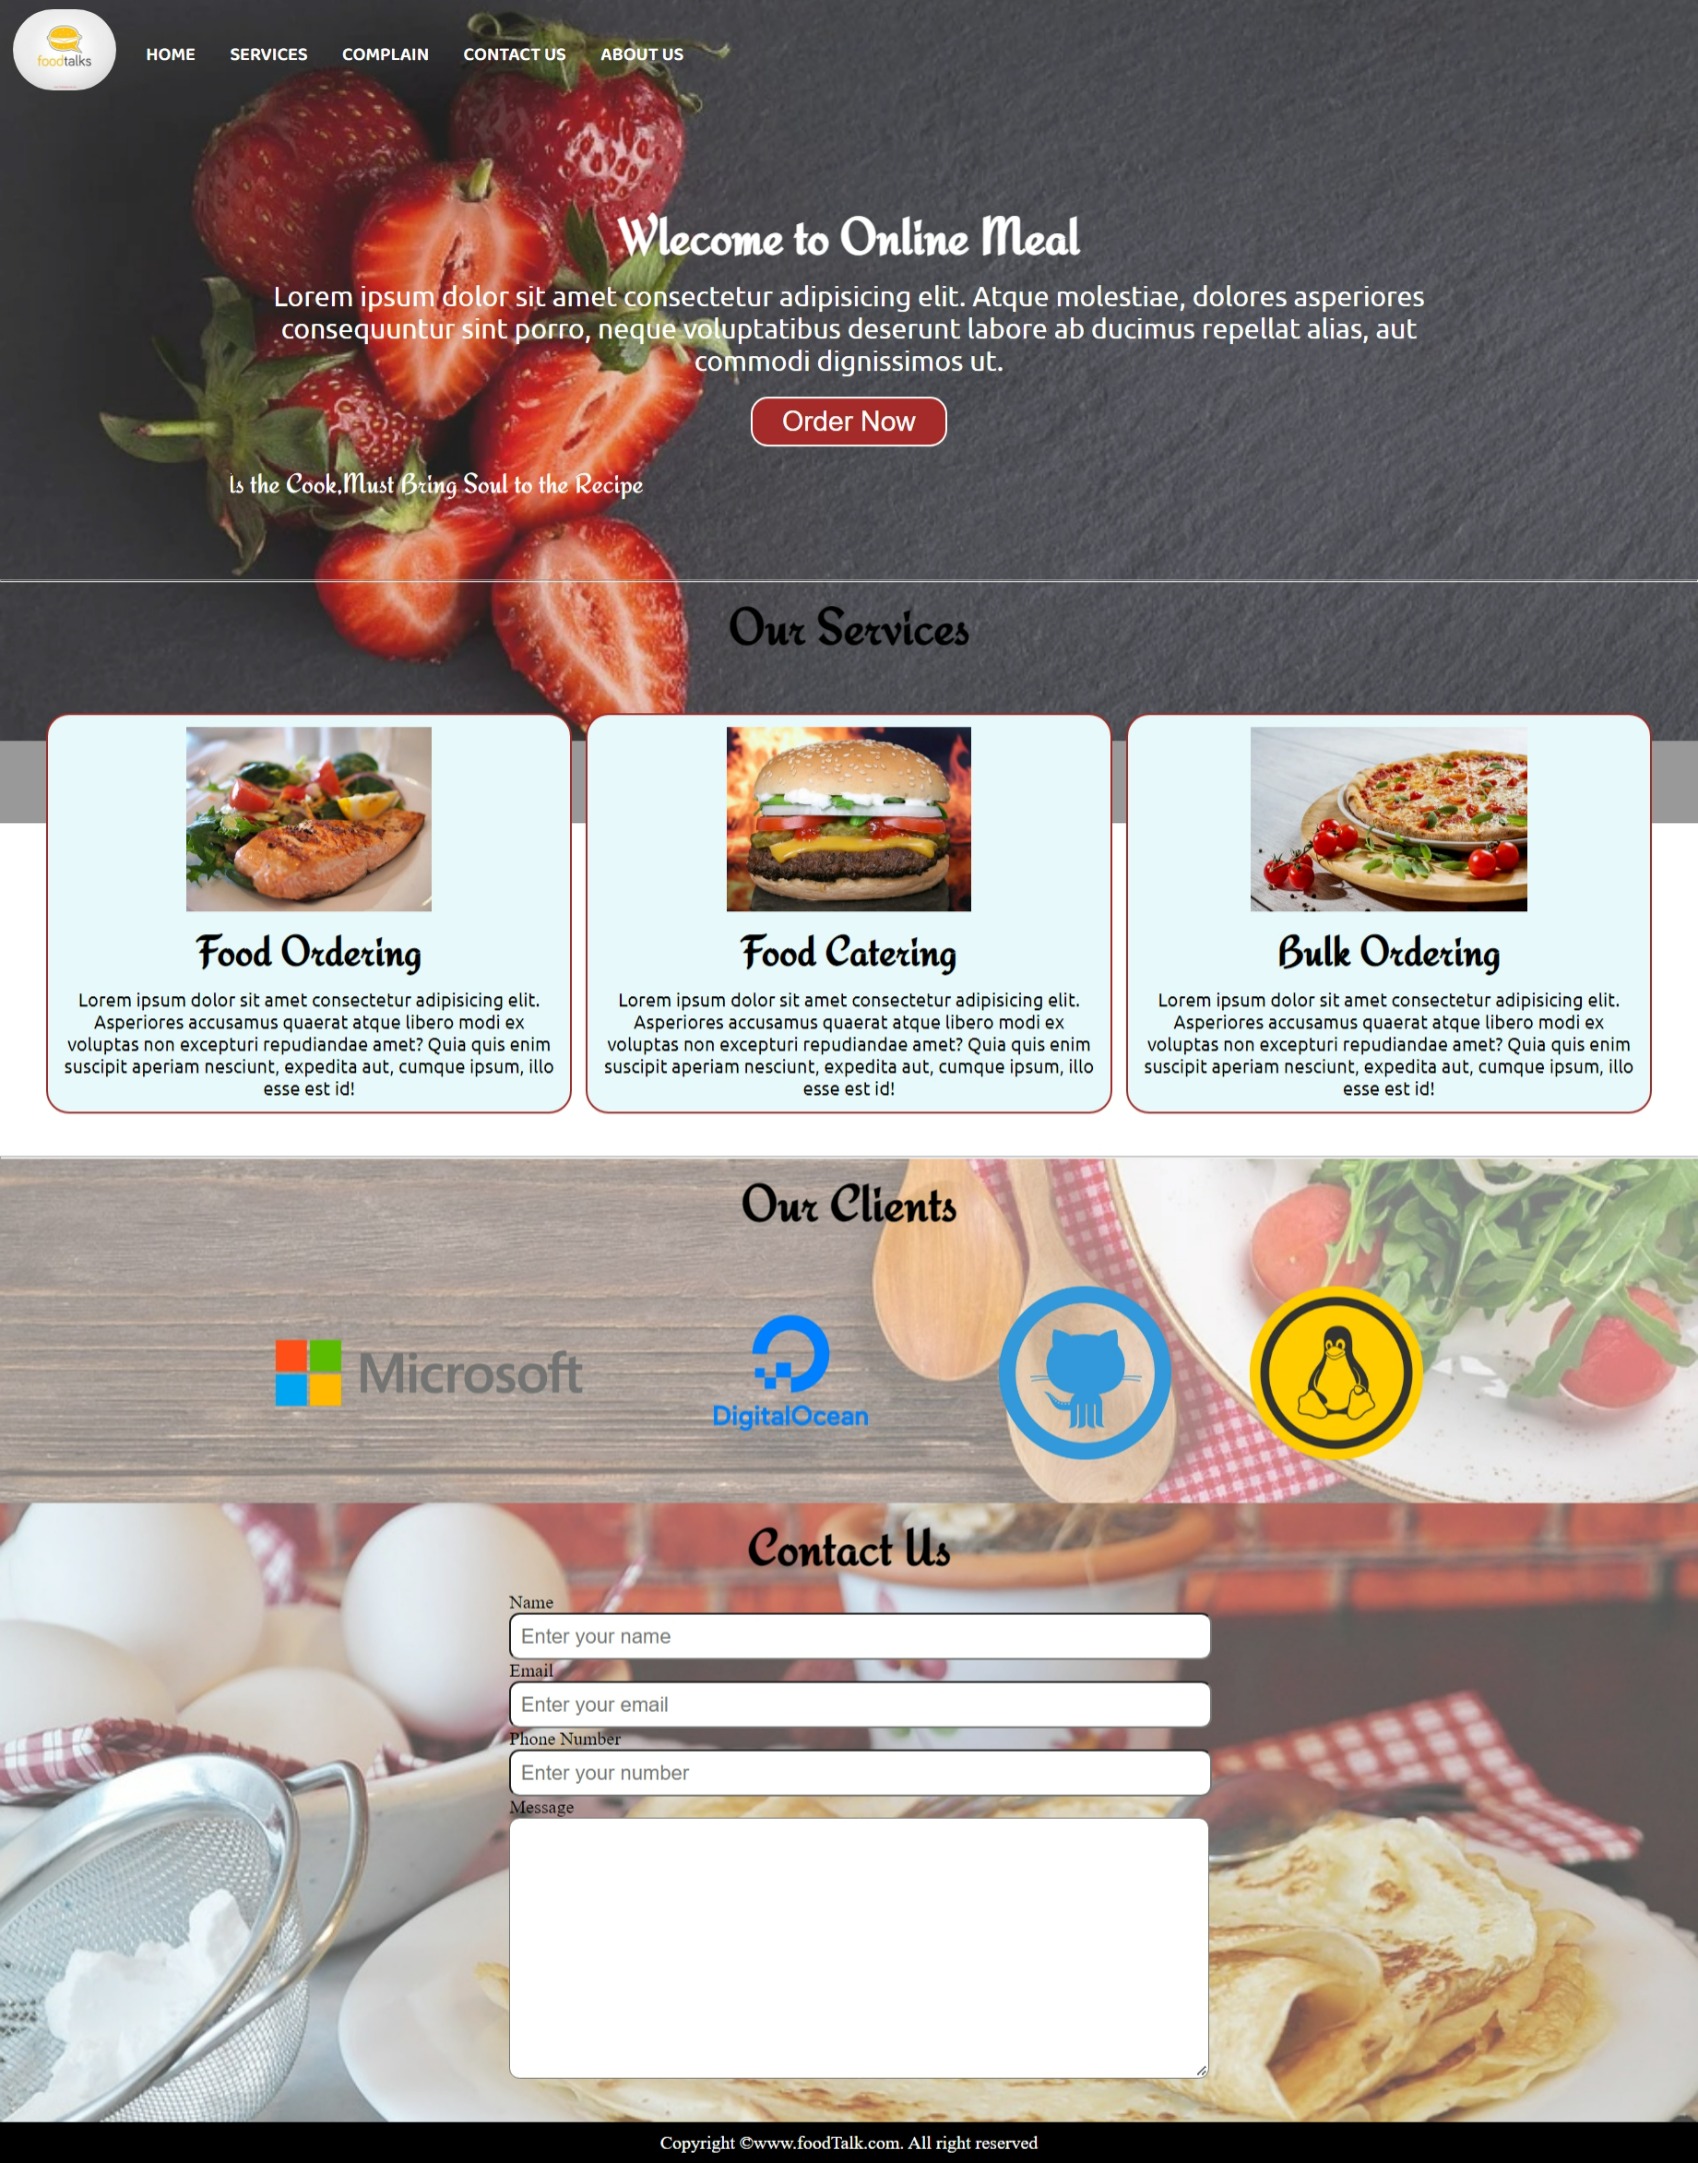 foodtalks
HOME SERVICES COMPLAIN CONTACT US ABOUT US
Wlecome to Online Meal
Lorem ipsum dolor sit amet consectetur adipisicing elit. Atque molestiae, dolores asperiores
consequuntur sint porro, neque voluptatibus deserunt labore ab ducimus repellat alias, aut
commodi dignissimos ut.
Order Now
is the Cook,Must Bring Soul to the Recipe
Our Services
Food Ordering
Lorem ipsum dolor sit amet consectetur adipisicing elit.
Asperiores accusamus quaerat atque libero modi ex
voluptas non excepturi repudiandae amet? Quia quis enim
suscipit aperiam nesciunt, expedita aut, cumque ipsum, illo
esse est id!
Food Catering
Lorem ipsum dolor sit amet consectetur adipisicing elit.
Asperiores accusamus quaerat atque libero modi ex
voluptas non excepturi repudiandae amet? Quia quis enim
suscipit aperiam nesciunt, expedita aut, cumque ipsum, illo
esse est id!
Bulk Ordering
Lorem ipsum dolor sit amet consectetur adipisicing elit.
Asperiores accusamus quaerat atque libero modi ex
voluptas non excepturi repudiandae amet? Quia quis enim
suscipit aperiam nesciunt, expedita aut, cumque ipsum, illo
esse est id!
Our Clients
Microsoft
DigitalOcean
Contact Us
Name
Enter your name
Email
Enter your email
Phone Number
Enter your number
Message
Copyright ©www.foodTalk.com. All right reserved